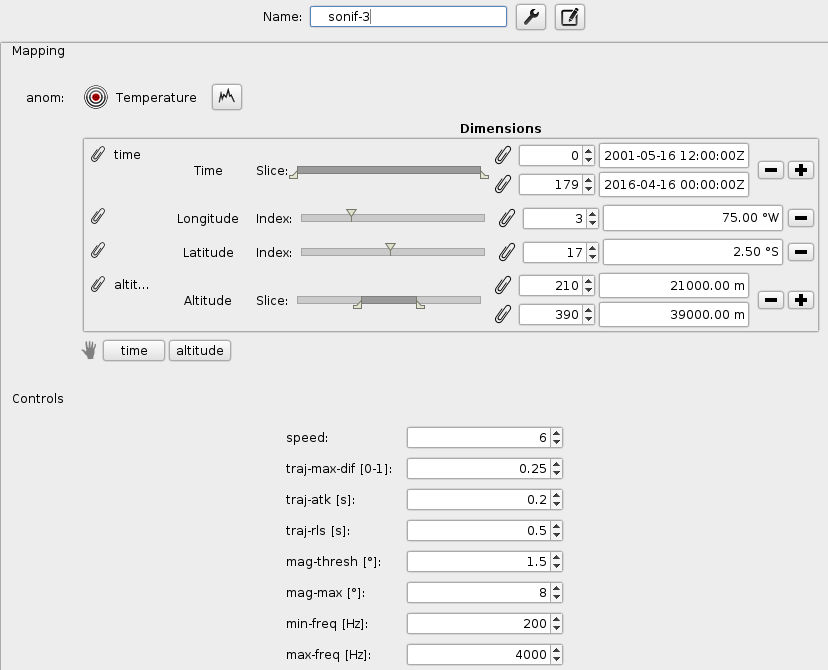 Name: sonif-3
Mapping
anom: Temperature
Dimensions
time
Time Slice: 0 2001-05-16 12:00:00Z
179 2016-04-16 00:00:00Z
Longitude Index: 3 75.00 °W
Latitude Index: 17 2.50 °S
altit...
Altitude Slice: 210 21000.00 m
390 39000.00 m
time altitude
Controls
speed: 6
traj-max-dif [0-1]: 0.25
traj-atk [s]: 0.2
traj-rls [s]: 0.5
mag-thresh [°]: 1.5
mag-max [°]: 8
min-freq [Hz]: 200
max-freq [Hz]: 4000